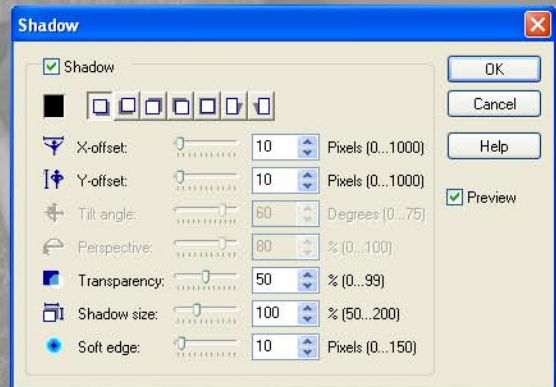 Shadow
Shadow
OK
Cancel
Help
Preview
X-offset: 10 Pixels (0...1000)
Y-offset: 10 Pixels (0...1000)
Tilt angle: 60 Degrees (0...75)
Perspective: 80 % (0...100)
Transparency: 50 % (0...99)
Shadow size: 100 % (50...200)
Soft edge: 10 Pixels (0...150)